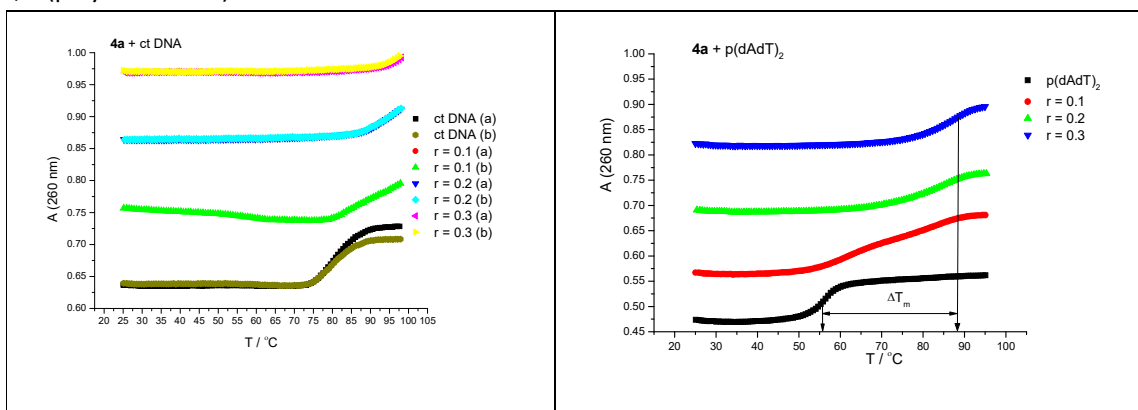 4a + ct DNA
1.00
0.95
0.90
0.85
0.80
0.75
0.70
0.65
0.60
A (260 nm)
20 25 30 35 40 45 50 55 60 65 70 75 80 85 90 95 100 105
T / °C
ct DNA (a)
ct DNA (b)
r = 0.1 (a)
r = 0.1 (b)
r = 0.2 (a)
r = 0.2 (b)
r = 0.3 (a)
r = 0.3 (b)
4a + p(dAdT)2
1.00
0.95
0.90
0.85
0.80
0.75
0.70
0.65
0.60
0.55
0.50
0.45
A (260 nm)
20 30 40 50 60 70 80 90 100
T / °C
ΔTm
p(dAdT)2
r = 0.1
r = 0.2
r = 0.3